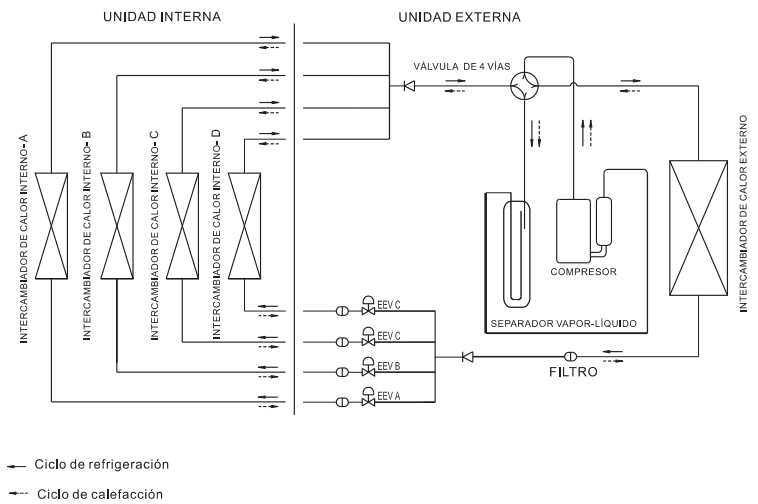 UNIDAD INTERNA
UNIDAD EXTERNA
VÁLVULA DE 4 VÍAS
INTERCAMBIADOR DE CALOR INTERNO-A
INTERCAMBIADOR DE CALOR INTERNO-B
INTERCAMBIADOR DE CALOR INTERNO-C
INTERCAMBIADOR DE CALOR INTERNO-D
INTERCAMBIADOR DE CALOR EXTERNO
COMPRESOR
SEPARADOR VAPOR-LÍQUIDO
EEV C
EEV C
EEV B
EEV A
FILTRO
Ciclo de refrigeración
Ciclo de calefacción